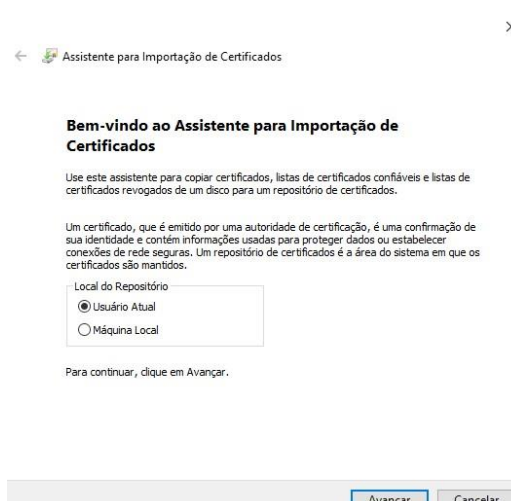 Assistente para Importação de Certificados
Bem-vindo ao Assistente para Importação de
Certificados
Use este assistente para copiar certificados, listas de certificados confiáveis e listas de
certificados revogados de um disco para um repositório de certificados.
Um certificado, que é emitido por uma autoridade de certificação, é uma confirmação de
sua identidade e contém informações usadas para proteger dados ou estabelecer
conexões de rede seguras. Um repositório de certificados é a área do sistema em que os
certificados são mantidos.
Local do Repositório
Usuário Atual
Máquina Local
Para continuar, clique em Avançar.
Avançar Cancelar